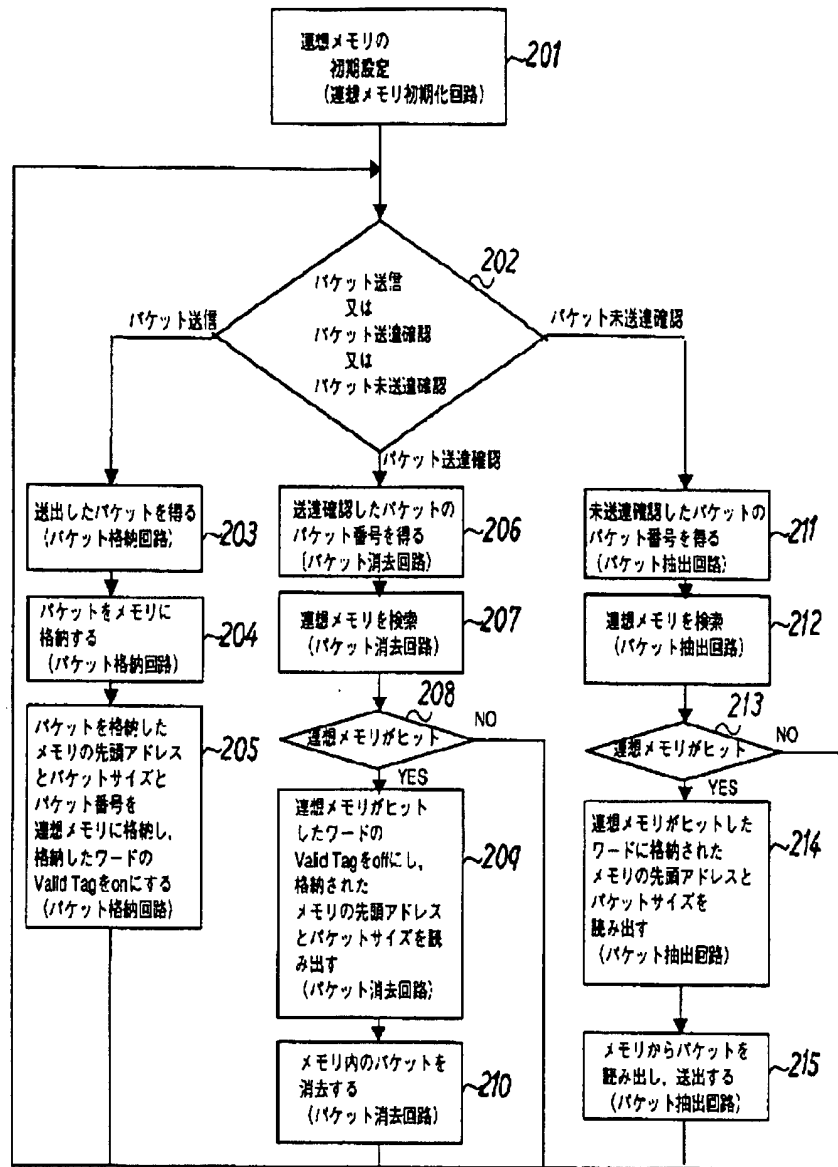 連想メモリの
初期設定
(連想メモリ初期化回路)
201
202
パケット送信
又は
パケット送達確認
又は
パケット未送達確認
パケット送信
パケット未送達確認
パケット送達確認
送出したパケットを得る
(パケット格納回路)
203
パケットをメモリに
格納する
(パケット格納回路)
204
パケットを格納した
メモリの先頭アドレス
とパケットサイズと
パケット番号を
連想メモリに格納し,
格納したワードの
Valid Tagをonにする
(パケット格納回路)
205
送達確認したパケットの
パケット番号を得る
(パケット消去回路)
206
連想メモリを検索
(パケット消去回路)
207
208
連想メモリがヒット
NO
YES
連想メモリがヒット
したワードの
Valid Tagをoffにし,
格納された
メモリの先頭アドレス
とパケットサイズを読
み出す
(パケット消去回路)
209
メモリ内のパケットを
消去する
(パケット消去回路)
210
未送達確認したパケットの
パケット番号を得る
(パケット抽出回路)
211
連想メモリを検索
(パケット抽出回路)
212
213
連想メモリがヒット
NO
YES
連想メモリがヒットした
ワードに格納された
メモリの先頭アドレスと
パケットサイズを
読み出す
(パケット抽出回路)
214
メモリからパケットを
読み出し,送出する
(パケット抽出回路)
215